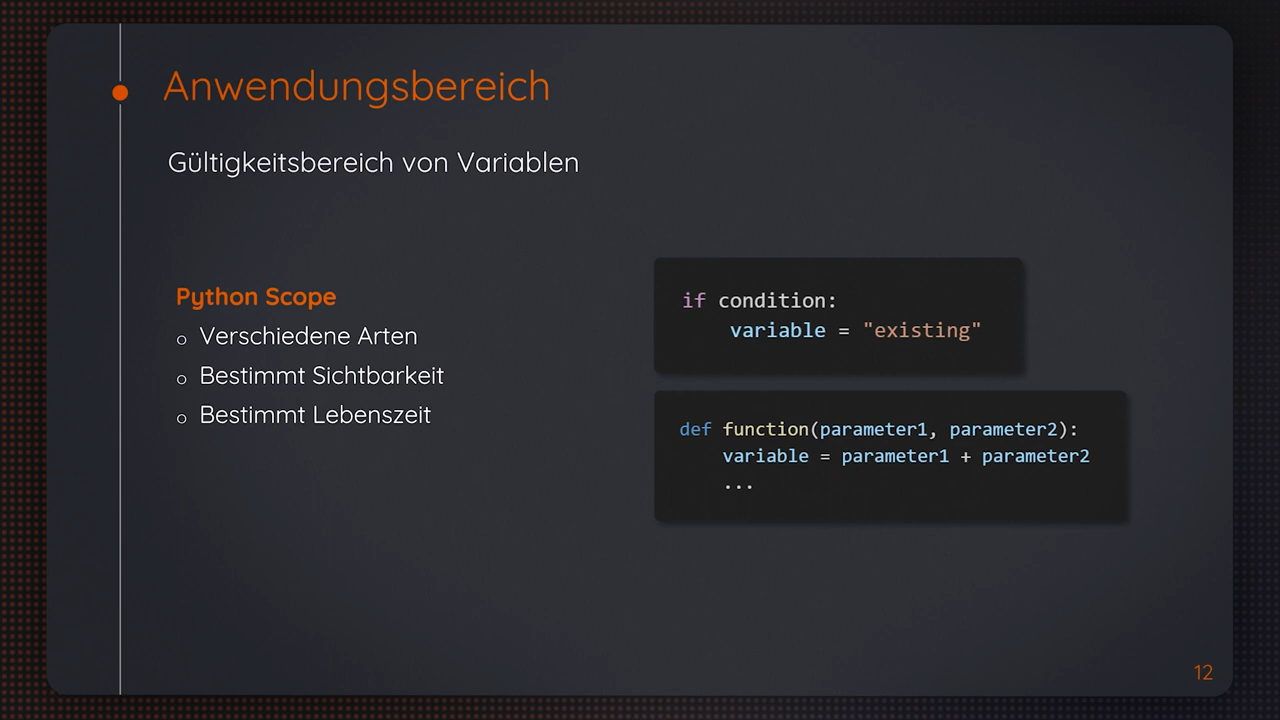 Anwendungsbereich
Gültigkeitsbereich von Variablen
Python Scope
o Verschiedene Arten
o Bestimmt Sichtbarkeit
o Bestimmt Lebenszeit
if condition:
    variable = "existing"
def function(parameter1, parameter2):
    variable = parameter1 + parameter2
    ...
12